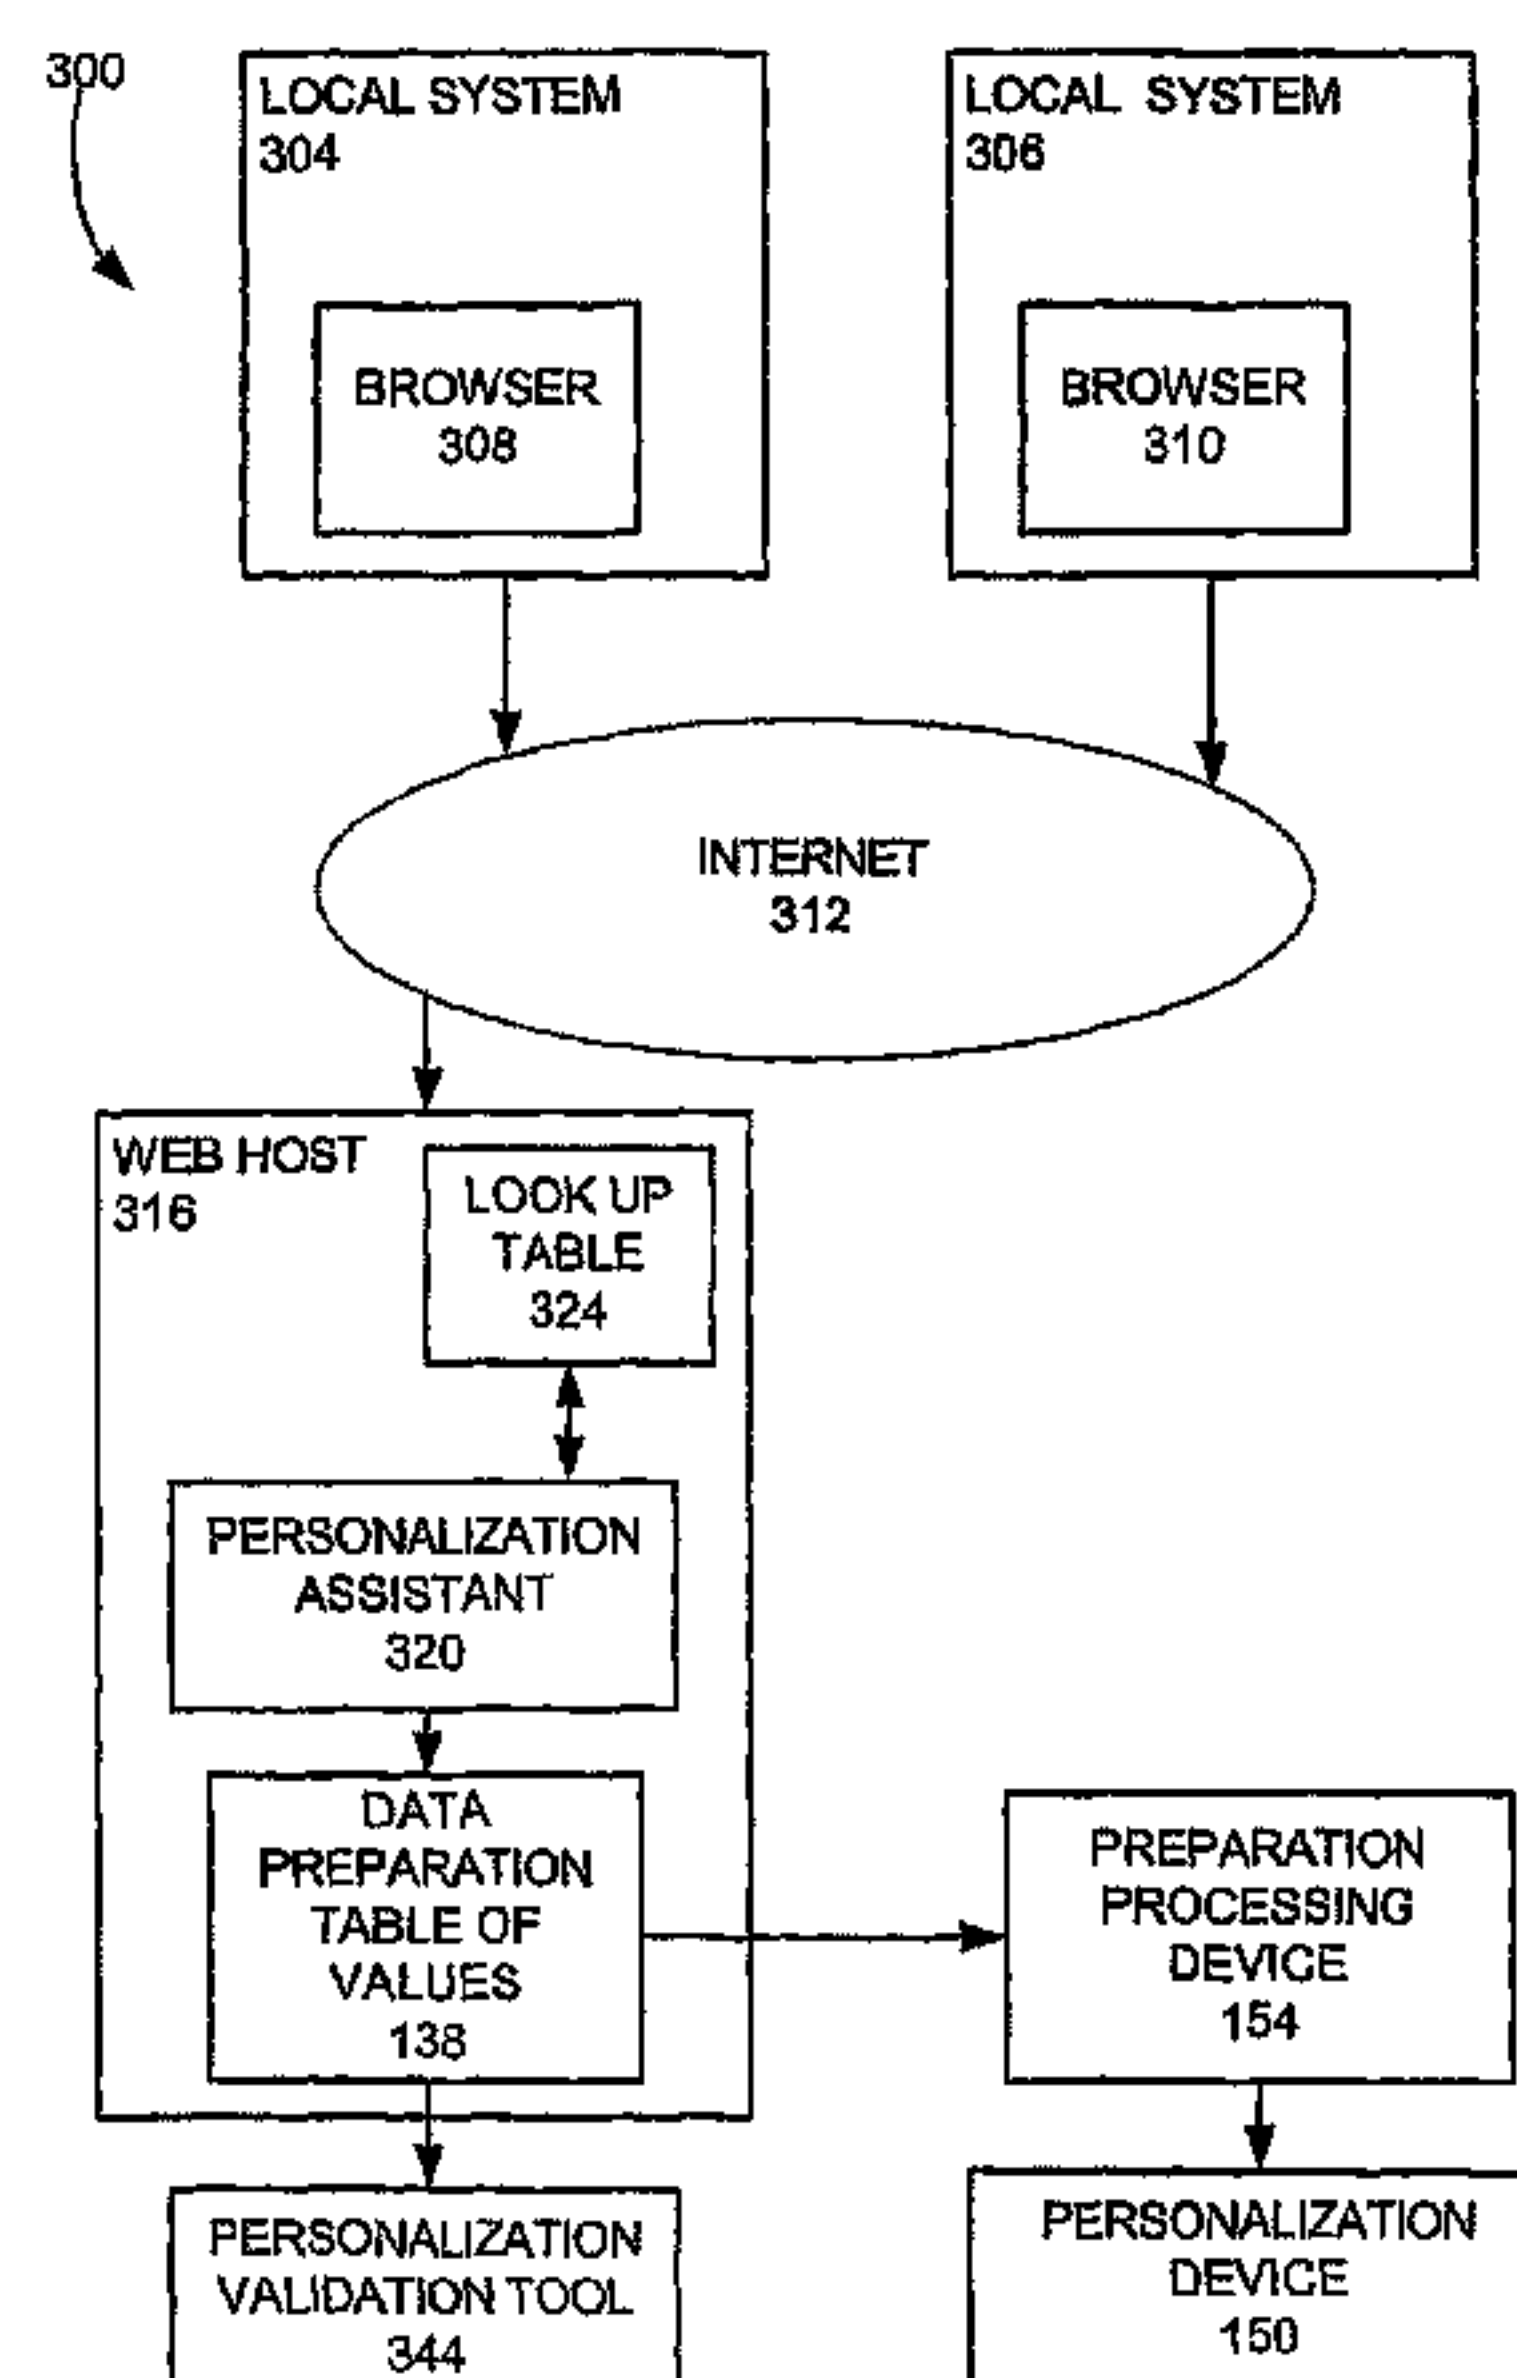 300
LOCAL SYSTEM
304
BROWSER
308
LOCAL SYSTEM
306
BROWSER
310
INTERNET
312
WEB HOST
316
LOOK UP
TABLE
324
PERSONALIZATION
ASSISTANT
320
DATA
PREPARATION
TABLE OF
VALUES
138
PREPARATION
PROCESSING
DEVICE
154
PERSONALIZATION
VALIDATION TOOL
344
PERSONALIZATION
DEVICE
150